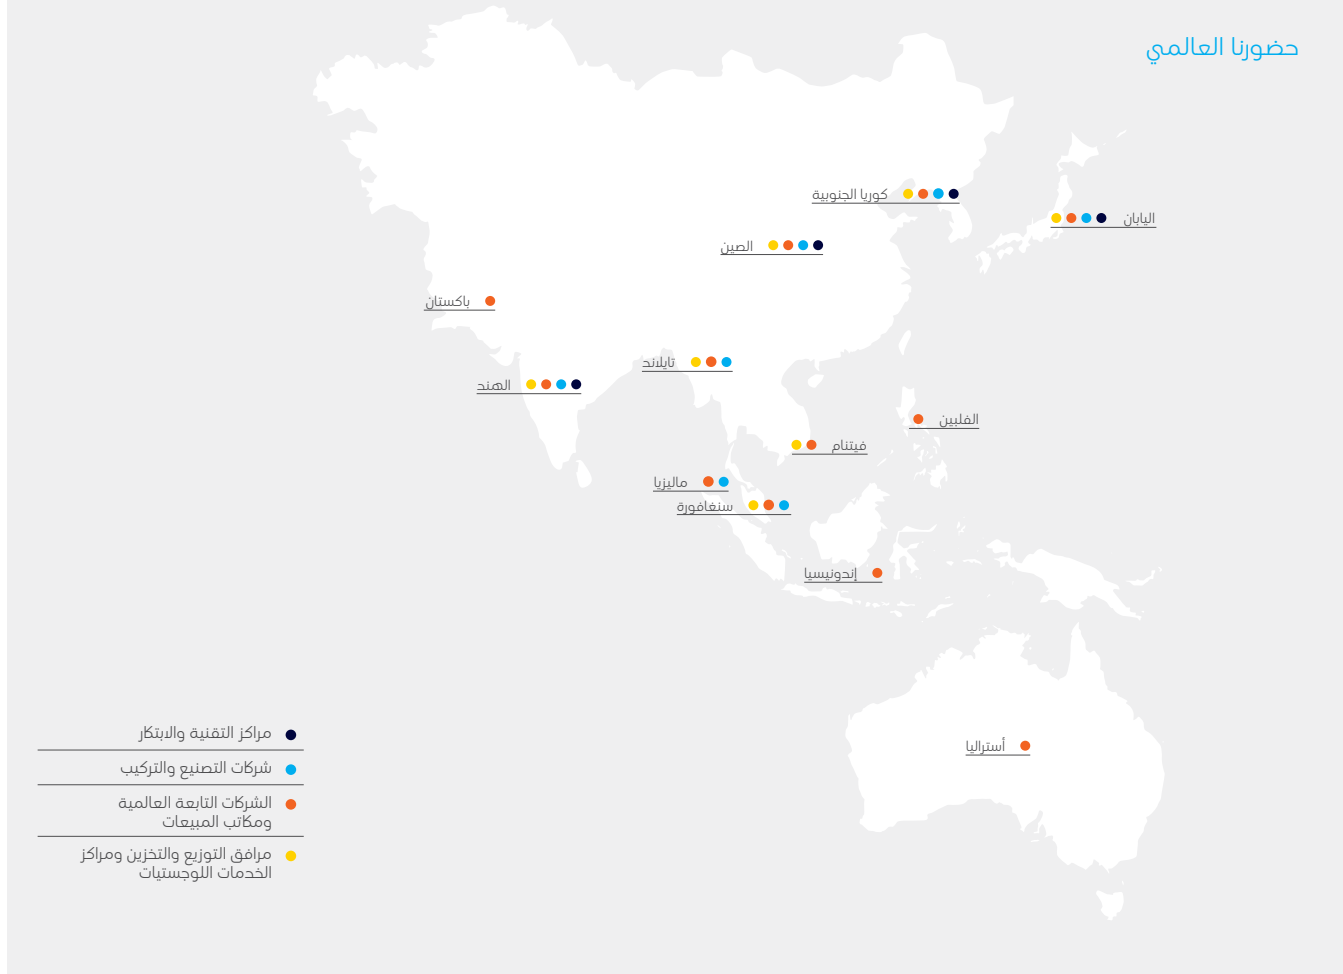 حضورنا العالمي
كوريا الجنوبية
اليابان
الصين
باكستان
تايلاند
الهند
الفلبين
فيتنام
ماليزيا
سنغافورة
إندونيسيا
أستراليا
مراكز التقنية والابتكار
شركات التصنيع والتركيب
الشركات التابعة العالمية
ومكاتب المبيعات
مرافق التوزيع والتخزين ومراكز
الخدمات اللوجستيات